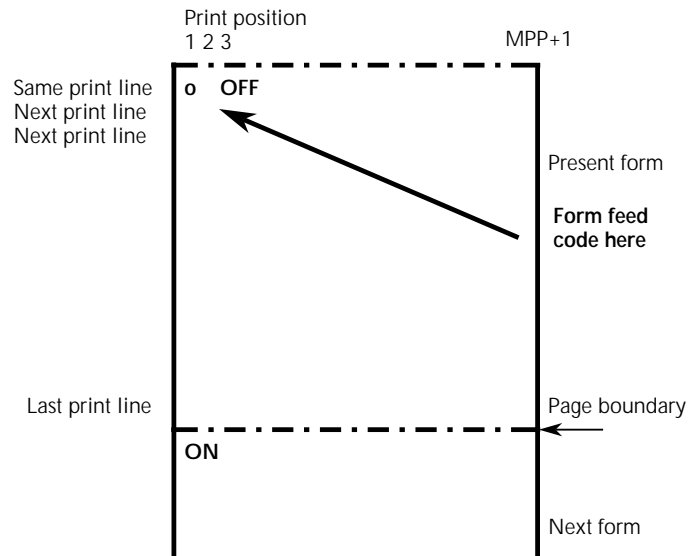 Print position
1 2 3
MPP+1
Same print line
o OFF
Next print line
Next print line
Present form
Form feed
code here
Last print line
Page boundary
ON
Next form